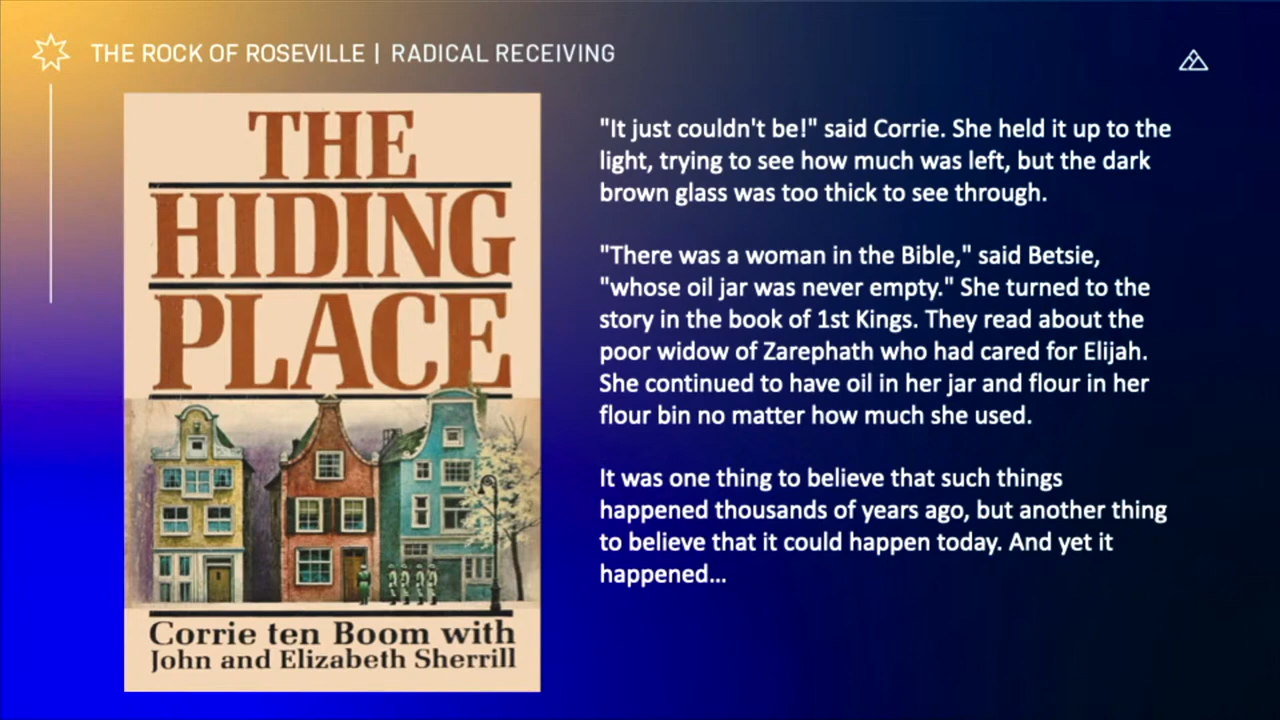 THE ROCK OF ROSEVILLE | RADICAL RECEIVING
THE
HIDING
PLACE
Corrie ten Boom with
John and Elizabeth Sherrill
"It just couldn't be!" said Corrie. She held it up to the
light, trying to see how much was left, but the dark
brown glass was too thick to see through.
"There was a woman in the Bible," said Betsie,
"whose oil jar was never empty." She turned to the
story in the book of 1st Kings. They read about the
poor widow of Zarephath who had cared for Elijah.
She continued to have oil in her jar and flour in her
flour bin no matter how much she used.
It was one thing to believe that such things
happened thousands of years ago, but another thing
to believe that it could happen today. And yet it
happened...